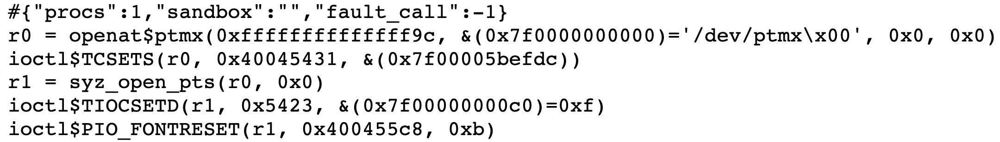 #{"procs":1,"sandbox":"","fault_call":-1}
r0 = openat$ptmx(0xffffffffffffff9c, &(0x7f0000000000)='/dev/ptmx\x00', 0x0, 0x0)
ioctl$TCSETS(r0, 0x40045431, &(0x7f00005befdc))
r1 = syz_open_pts(r0, 0x0)
ioctl$TIOCSETD(r1, 0x5423, &(0x7f00000000c0)=0xf)
ioctl$PIO_FONTRESET(r1, 0x400455c8, 0xb)